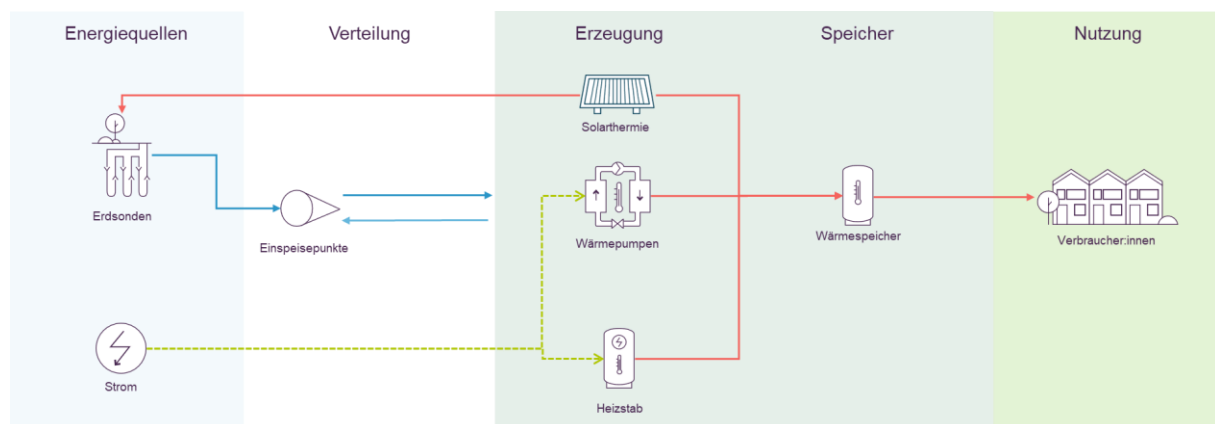 Energiequellen
Verteilung
Erzeugung
Speicher
Nutzung
Solarthermie
Erdsonden
Einspeisepunkte
Wärmepumpen
Wärmespeicher
Verbraucher:innen
Strom
Heizstab